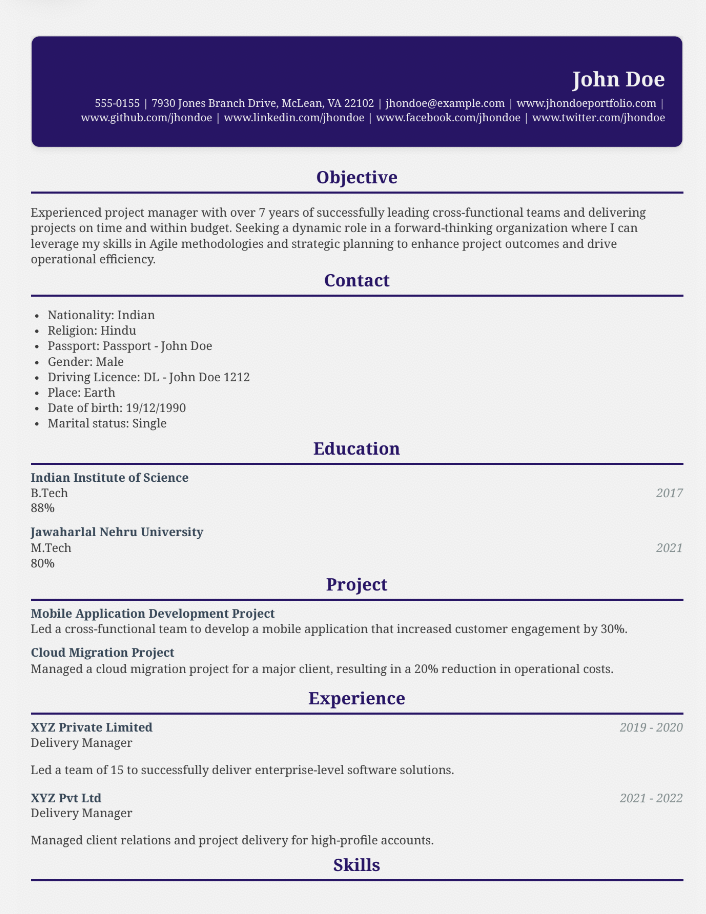 John Doe
555-0155 | 7930 Jones Branch Drive, McLean, VA 22102 | jhondoe@example.com | www.jhondoeportfolio.com |
www.github.com/jhondoe | www.linkedin.com/jhondoe | www.facebook.com/jhondoe | www.twitter.com/jhondoe
Objective
Experienced project manager with over 7 years of successfully leading cross-functional teams and delivering
projects on time and within budget. Seeking a dynamic role in a forward-thinking organization where I can
leverage my skills in Agile methodologies and strategic planning to enhance project outcomes and drive
operational efficiency.
Contact
• Nationality: Indian
• Religion: Hindu
• Passport: Passport - John Doe
• Gender: Male
• Driving Licence: DL - John Doe 1212
• Place: Earth
• Date of birth: 19/12/1990
• Marital status: Single
Education
Indian Institute of Science
B.Tech 2017
88%
Jawaharlal Nehru University
M.Tech 2021
80%
Project
Mobile Application Development Project
Led a cross-functional team to develop a mobile application that increased customer engagement by 30%.
Cloud Migration Project
Managed a cloud migration project for a major client, resulting in a 20% reduction in operational costs.
Experience
XYZ Private Limited 2019 - 2020
Delivery Manager
Led a team of 15 to successfully deliver enterprise-level software solutions.
XYZ Pvt Ltd 2021 - 2022
Delivery Manager
Managed client relations and project delivery for high-profile accounts.
Skills